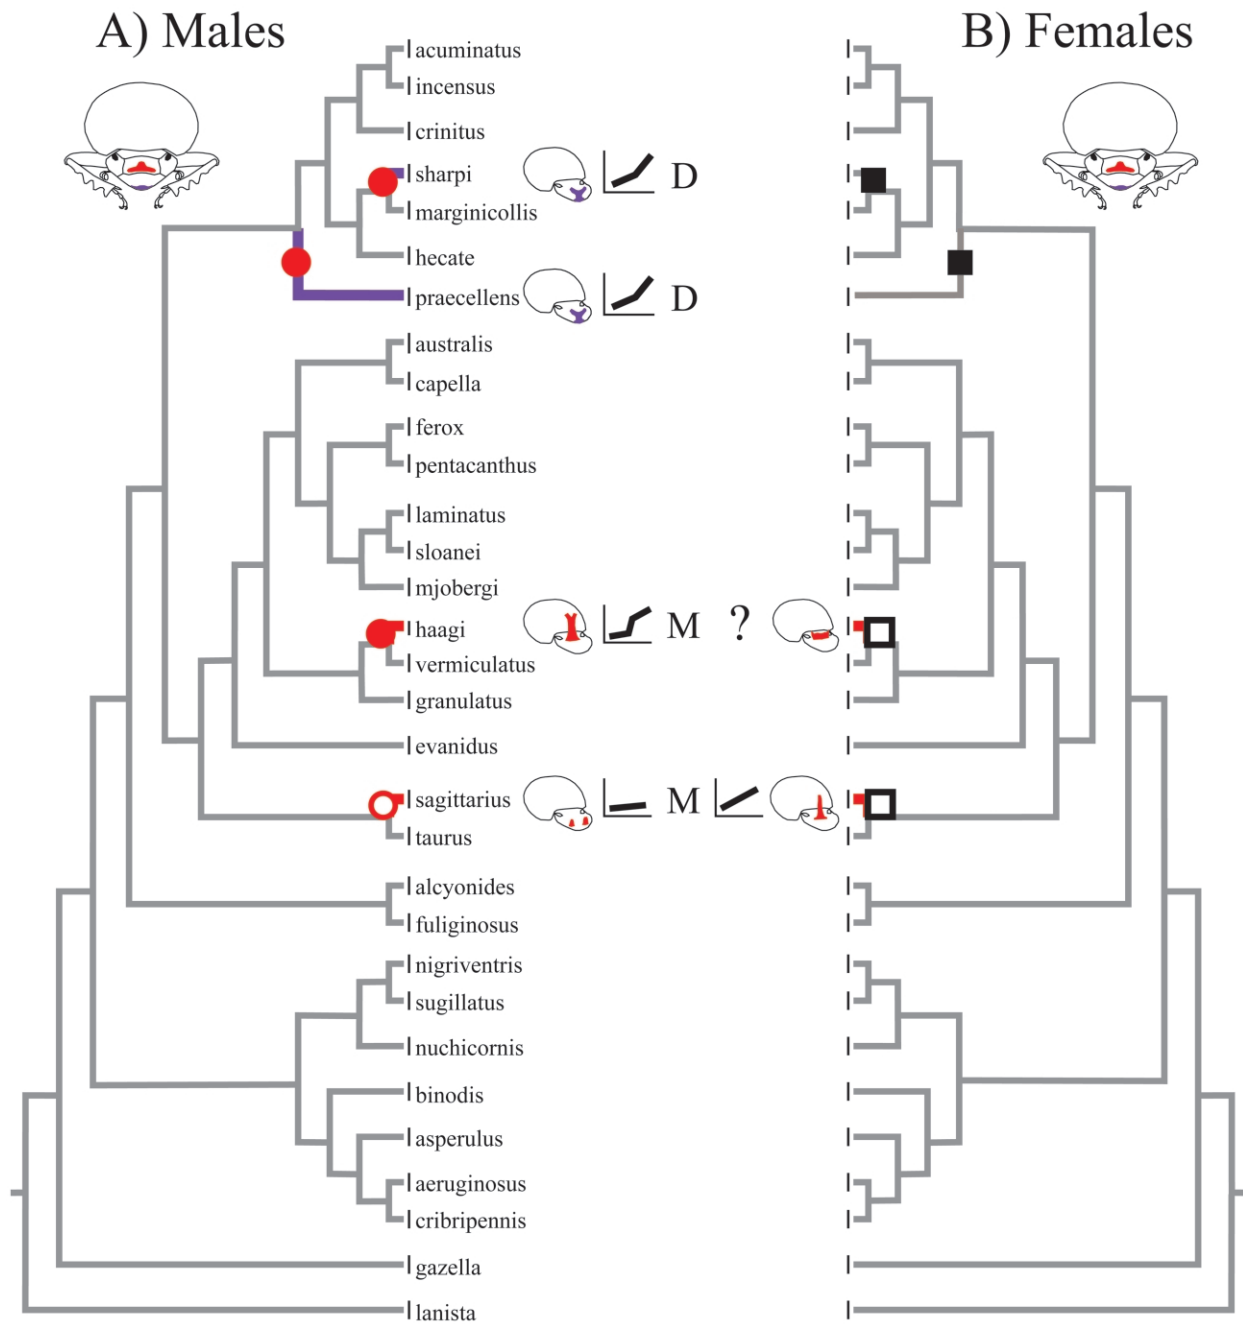 A) Males
B) Females
acuminatus
incensus
crinitus
sharpi D
marginicollis
hecate
praecellens D
australis
capella
ferox
pentacanthus
laminatus
sloanei
mjobergi
haagi M ?
vermiculatus
granulatus
evanidus
sagittarius M
taurus
alcyonides
fuliginosus
nigriventris
sugillatus
nuchicornis
binodis
asperulus
aeruginosus
cribripennis
gazella
lanista